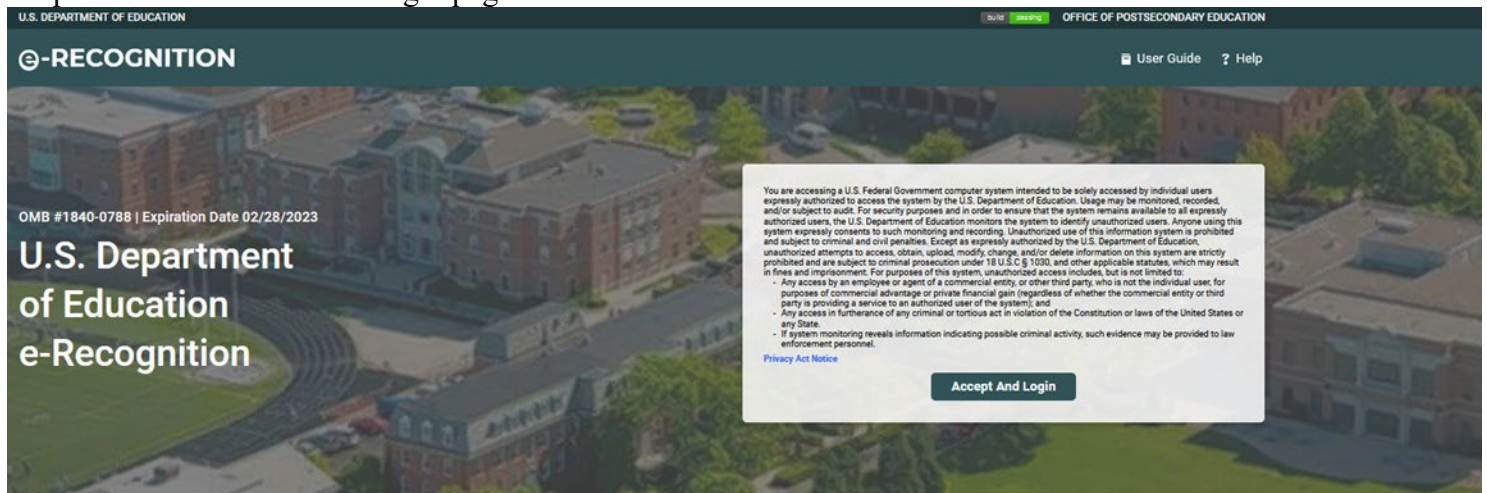 U.S. DEPARTMENT OF EDUCATION
build passing OFFICE OF POSTSECONDARY EDUCATION
e-RECOGNITION
User Guide ? Help
OMB #1840-0788 | Expiration Date 02/28/2023
U.S. Department
of Education
e-Recognition
You are accessing a U.S. Federal Government computer system intended to be solely accessed by individual users
expressly authorized to access the system by the U.S. Department of Education. Usage may be monitored, recorded,
and/or subject to audit. For security purposes and in order to ensure that the system remains available to all expressly
authorized users, the U.S. Department of Education monitors the system to identify unauthorized users. Anyone using this
system expressly consents to such monitoring and recording. Unauthorized use of this information system is prohibited
and subject to criminal and civil penalties. Except as expressly authorized by the U.S. Department of Education,
unauthorized attempts to access, obtain, upload, modify, change, and/or delete information on this system are strictly
prohibited and are subject to criminal prosecution under 18 U.S.C § 1030, and other applicable statutes, which may result
in fines and imprisonment. For purposes of this system, unauthorized access includes, but is not limited to:
- Any access by an employee or agent of a commercial entity, or other third party, who is not the individual user, for
purposes of commercial advantage or private financial gain (regardless of whether the commercial entity or third
party is providing a service to an authorized user of the system); and
- Any access in furtherance of any criminal or tortious act in violation of the Constitution or laws of the United States or
any State.
- If system monitoring reveals information indicating possible criminal activity, such evidence may be provided to law
enforcement personnel.
Privacy Act Notice
Accept And Login